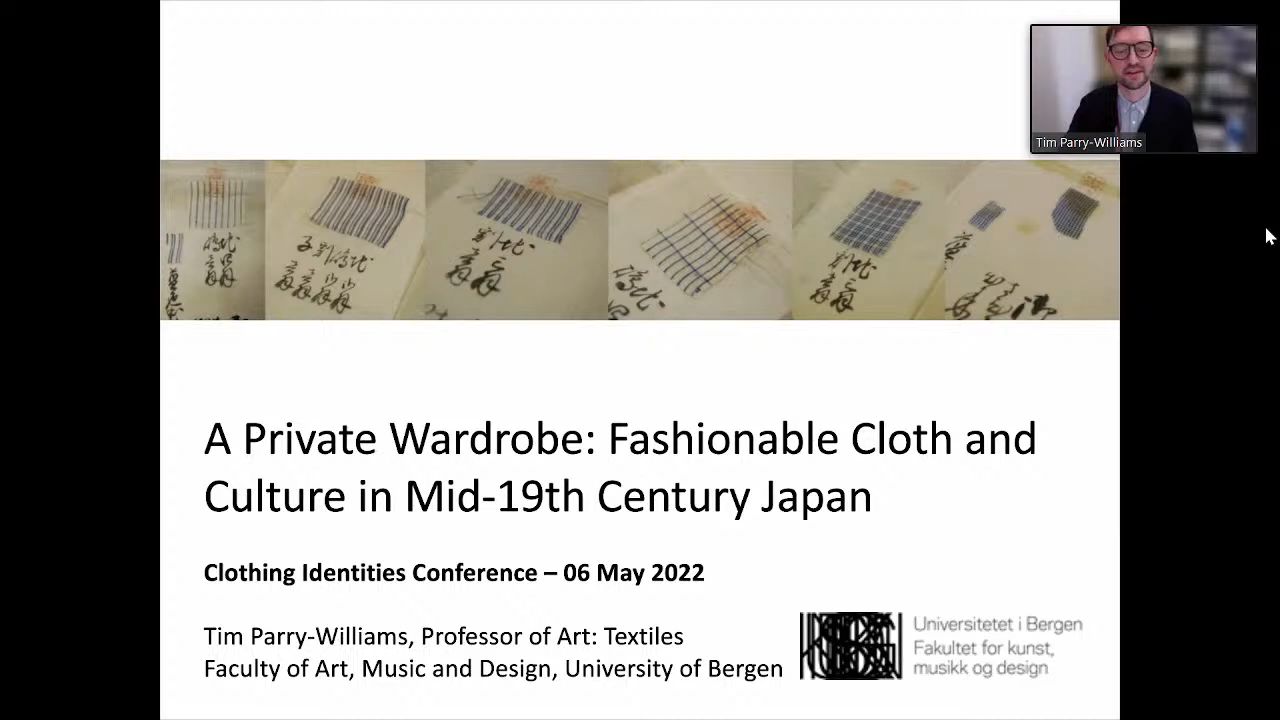 Tim Parry-Williams
A Private Wardrobe: Fashionable Cloth and
Culture in Mid-19th Century Japan
Clothing Identities Conference – 06 May 2022
Tim Parry-Williams, Professor of Art: Textiles
Faculty of Art, Music and Design, University of Bergen
Universitetet i Bergen
Fakultet for kunst,
musikk og design